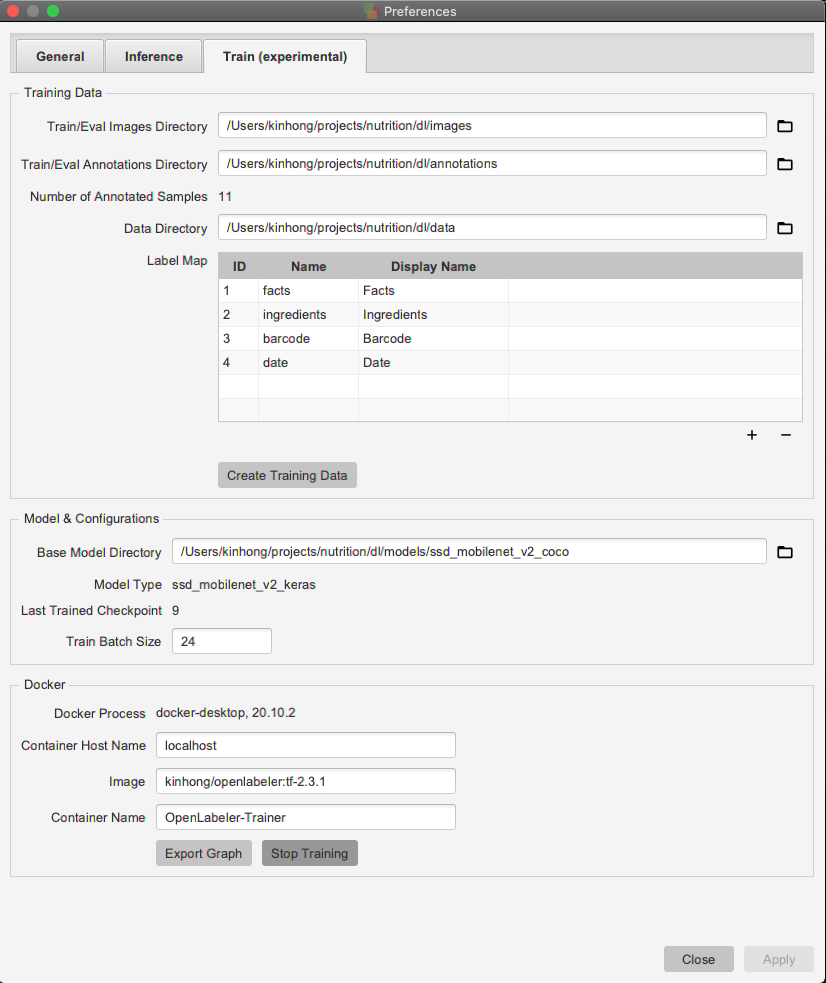 Preferences
General Inference Train (experimental)
Training Data
Train/Eval Images Directory /Users/kinhong/projects/nutrition/dl/images
Train/Eval Annotations Directory /Users/kinhong/projects/nutrition/dl/annotations
Number of Annotated Samples 11
Data Directory /Users/kinhong/projects/nutrition/dl/data
Label Map ID Name Display Name
1 facts Facts
2 ingredients Ingredients
3 barcode Barcode
4 date Date
+ −
Create Training Data
Model & Configurations
Base Model Directory /Users/kinhong/projects/nutrition/dl/models/ssd_mobilenet_v2_coco
Model Type ssd_mobilenet_v2_keras
Last Trained Checkpoint 9
Train Batch Size 24
Docker
Docker Process docker-desktop, 20.10.2
Container Host Name localhost
Image kinhong/openlabeler:tf-2.3.1
Container Name OpenLabeler-Trainer
Export Graph Stop Training
Close Apply